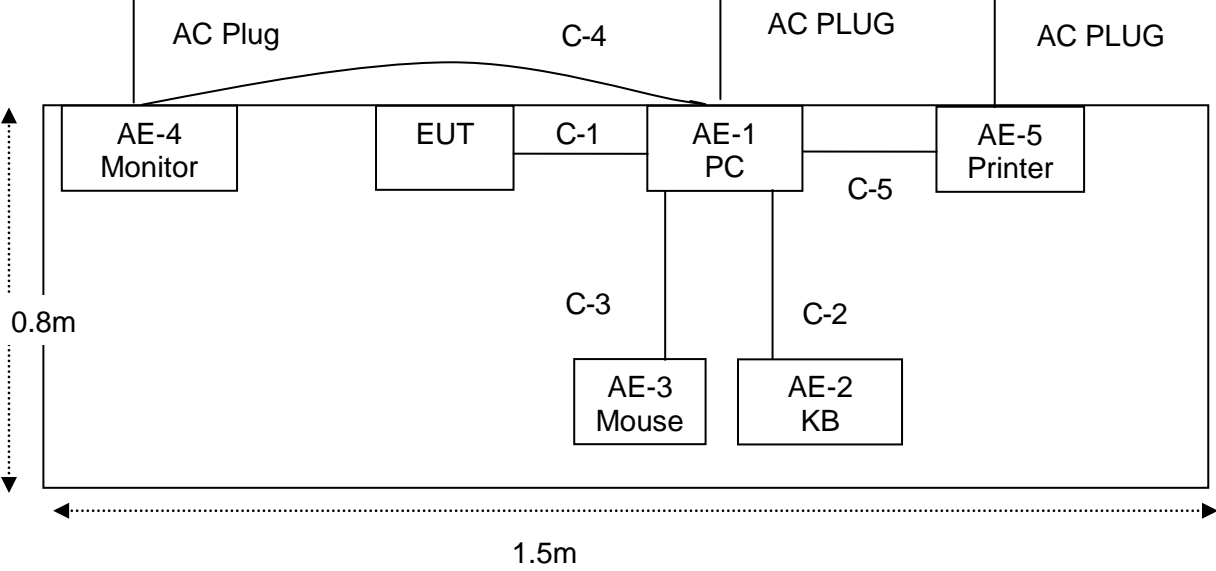 AC Plug
C-4
AC PLUG
AC PLUG
AE-4
Monitor
EUT
C-1
AE-1
PC
C-5
AE-5
Printer
0.8m
C-3
C-2
AE-3
Mouse
AE-2
KB
1.5m